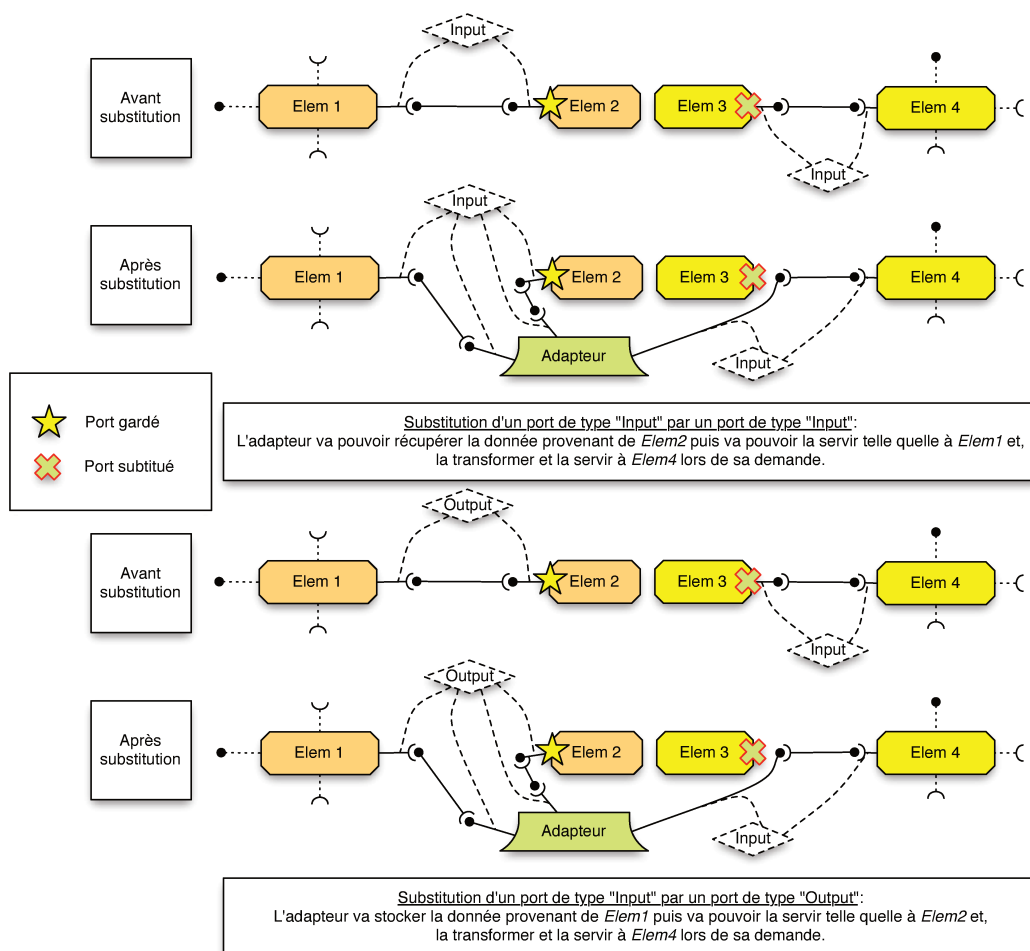 Input
Avant
substitution
Elem 1
Elem 2
Elem 3
Elem 4
Input
Input
Après
substitution
Elem 1
Elem 2
Elem 3
Elem 4
Adapteur
Input
Port gardé
Port subtitué
Substitution d'un port de type "Input" par un port de type "Input":
L'adapteur va pouvoir récupérer la donnée provenant de Elem2 puis va pouvoir la servir telle quelle à Elem1 et,
la transformer et la servir à Elem4 lors de sa demande.
Output
Avant
substitution
Elem 1
Elem 2
Elem 3
Elem 4
Input
Output
Après
substitution
Elem 1
Elem 2
Elem 3
Elem 4
Adapteur
Input
Substitution d'un port de type "Input" par un port de type "Output":
L'adapteur va stocker la donnée provenant de Elem1 puis va pouvoir la servir telle quelle à Elem2 et,
la transformer et la servir à Elem4 lors de sa demande.